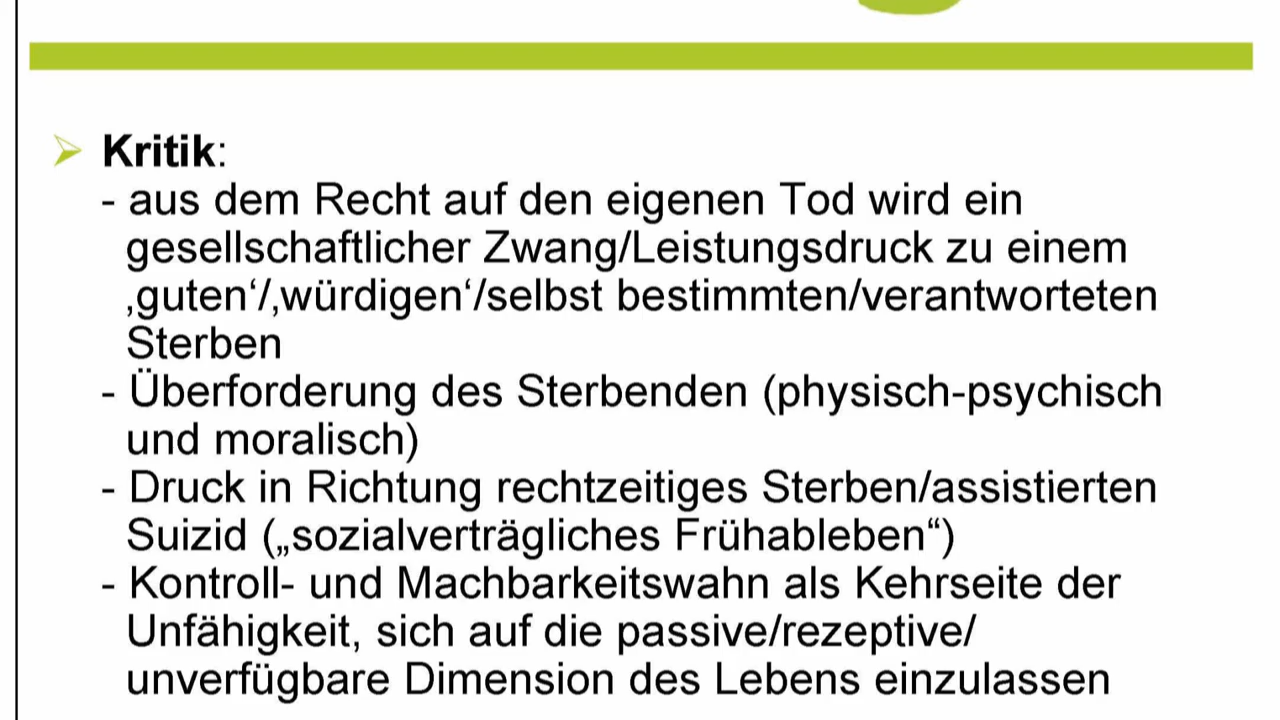 Kritik:
- aus dem Recht auf den eigenen Tod wird ein
gesellschaftlicher Zwang/Leistungsdruck zu einem
‚guten‘/‚würdigen‘/selbst bestimmten/verantworteten
Sterben
- Überforderung des Sterbenden (physisch-psychisch
und moralisch)
- Druck in Richtung rechtzeitiges Sterben/assistierten
Suizid („sozialverträgliches Frühableben“)
- Kontroll- und Machbarkeitswahn als Kehrseite der
Unfähigkeit, sich auf die passive/rezeptive/
unverfügbare Dimension des Lebens einzulassen